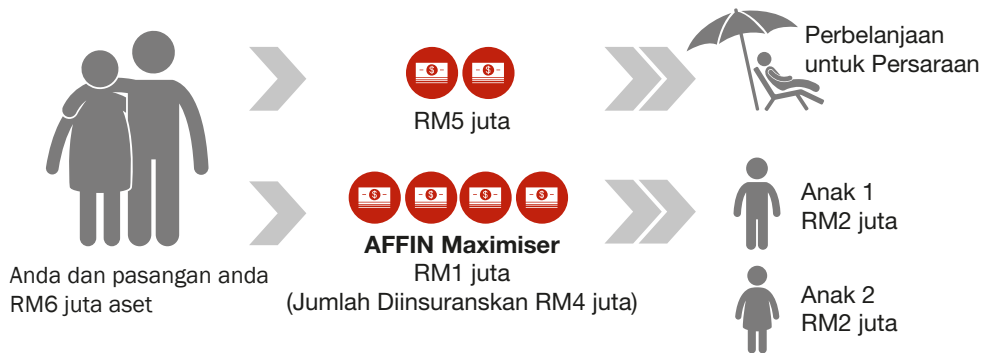 Anda dan pasangan anda
RM6 juta aset
RM5 juta
Perbelanjaan
untuk Persaraan
AFFIN Maximiser
RM1 juta
(Jumlah Diinsuranskan RM4 juta)
Anak 1
RM2 juta
Anak 2
RM2 juta